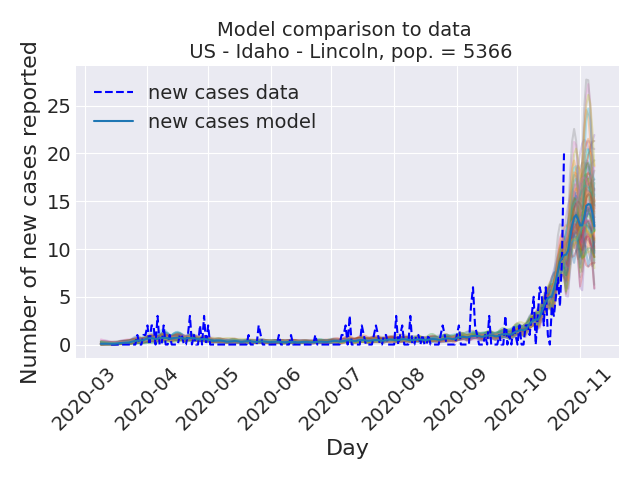 Model comparison to data
US - Idaho - Lincoln, pop. = 5366
Number of new cases reported
new cases data
new cases model
25
20
15
10
5
0
2020-03
2020-04
2020-05
2020-06
2020-07
2020-08
2020-09
2020-10
2020-11
Day